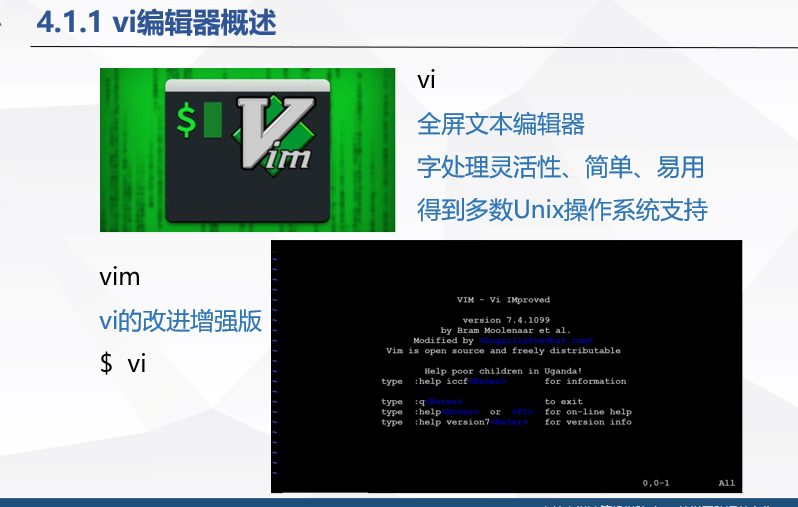 4.1.1 vi编辑器概述
$
Vim
vi
全屏文本编辑器
字处理灵活性、简单、易用
得到多数Unix操作系统支持
vim
vi的改进增强版
$ vi
VIM - Vi IMproved
version 7.4.1099
by Bram Moolenaar et al.
Modified by <bugzilla@redhat.com>
Vim is open source and freely distributable
Help poor children in Uganda!
type :help iccf<Enter> for information
type :q<Enter> to exit
type :help<Enter> or <F1> for on-line help
type :help version7<Enter> for version info
0,0-1 All